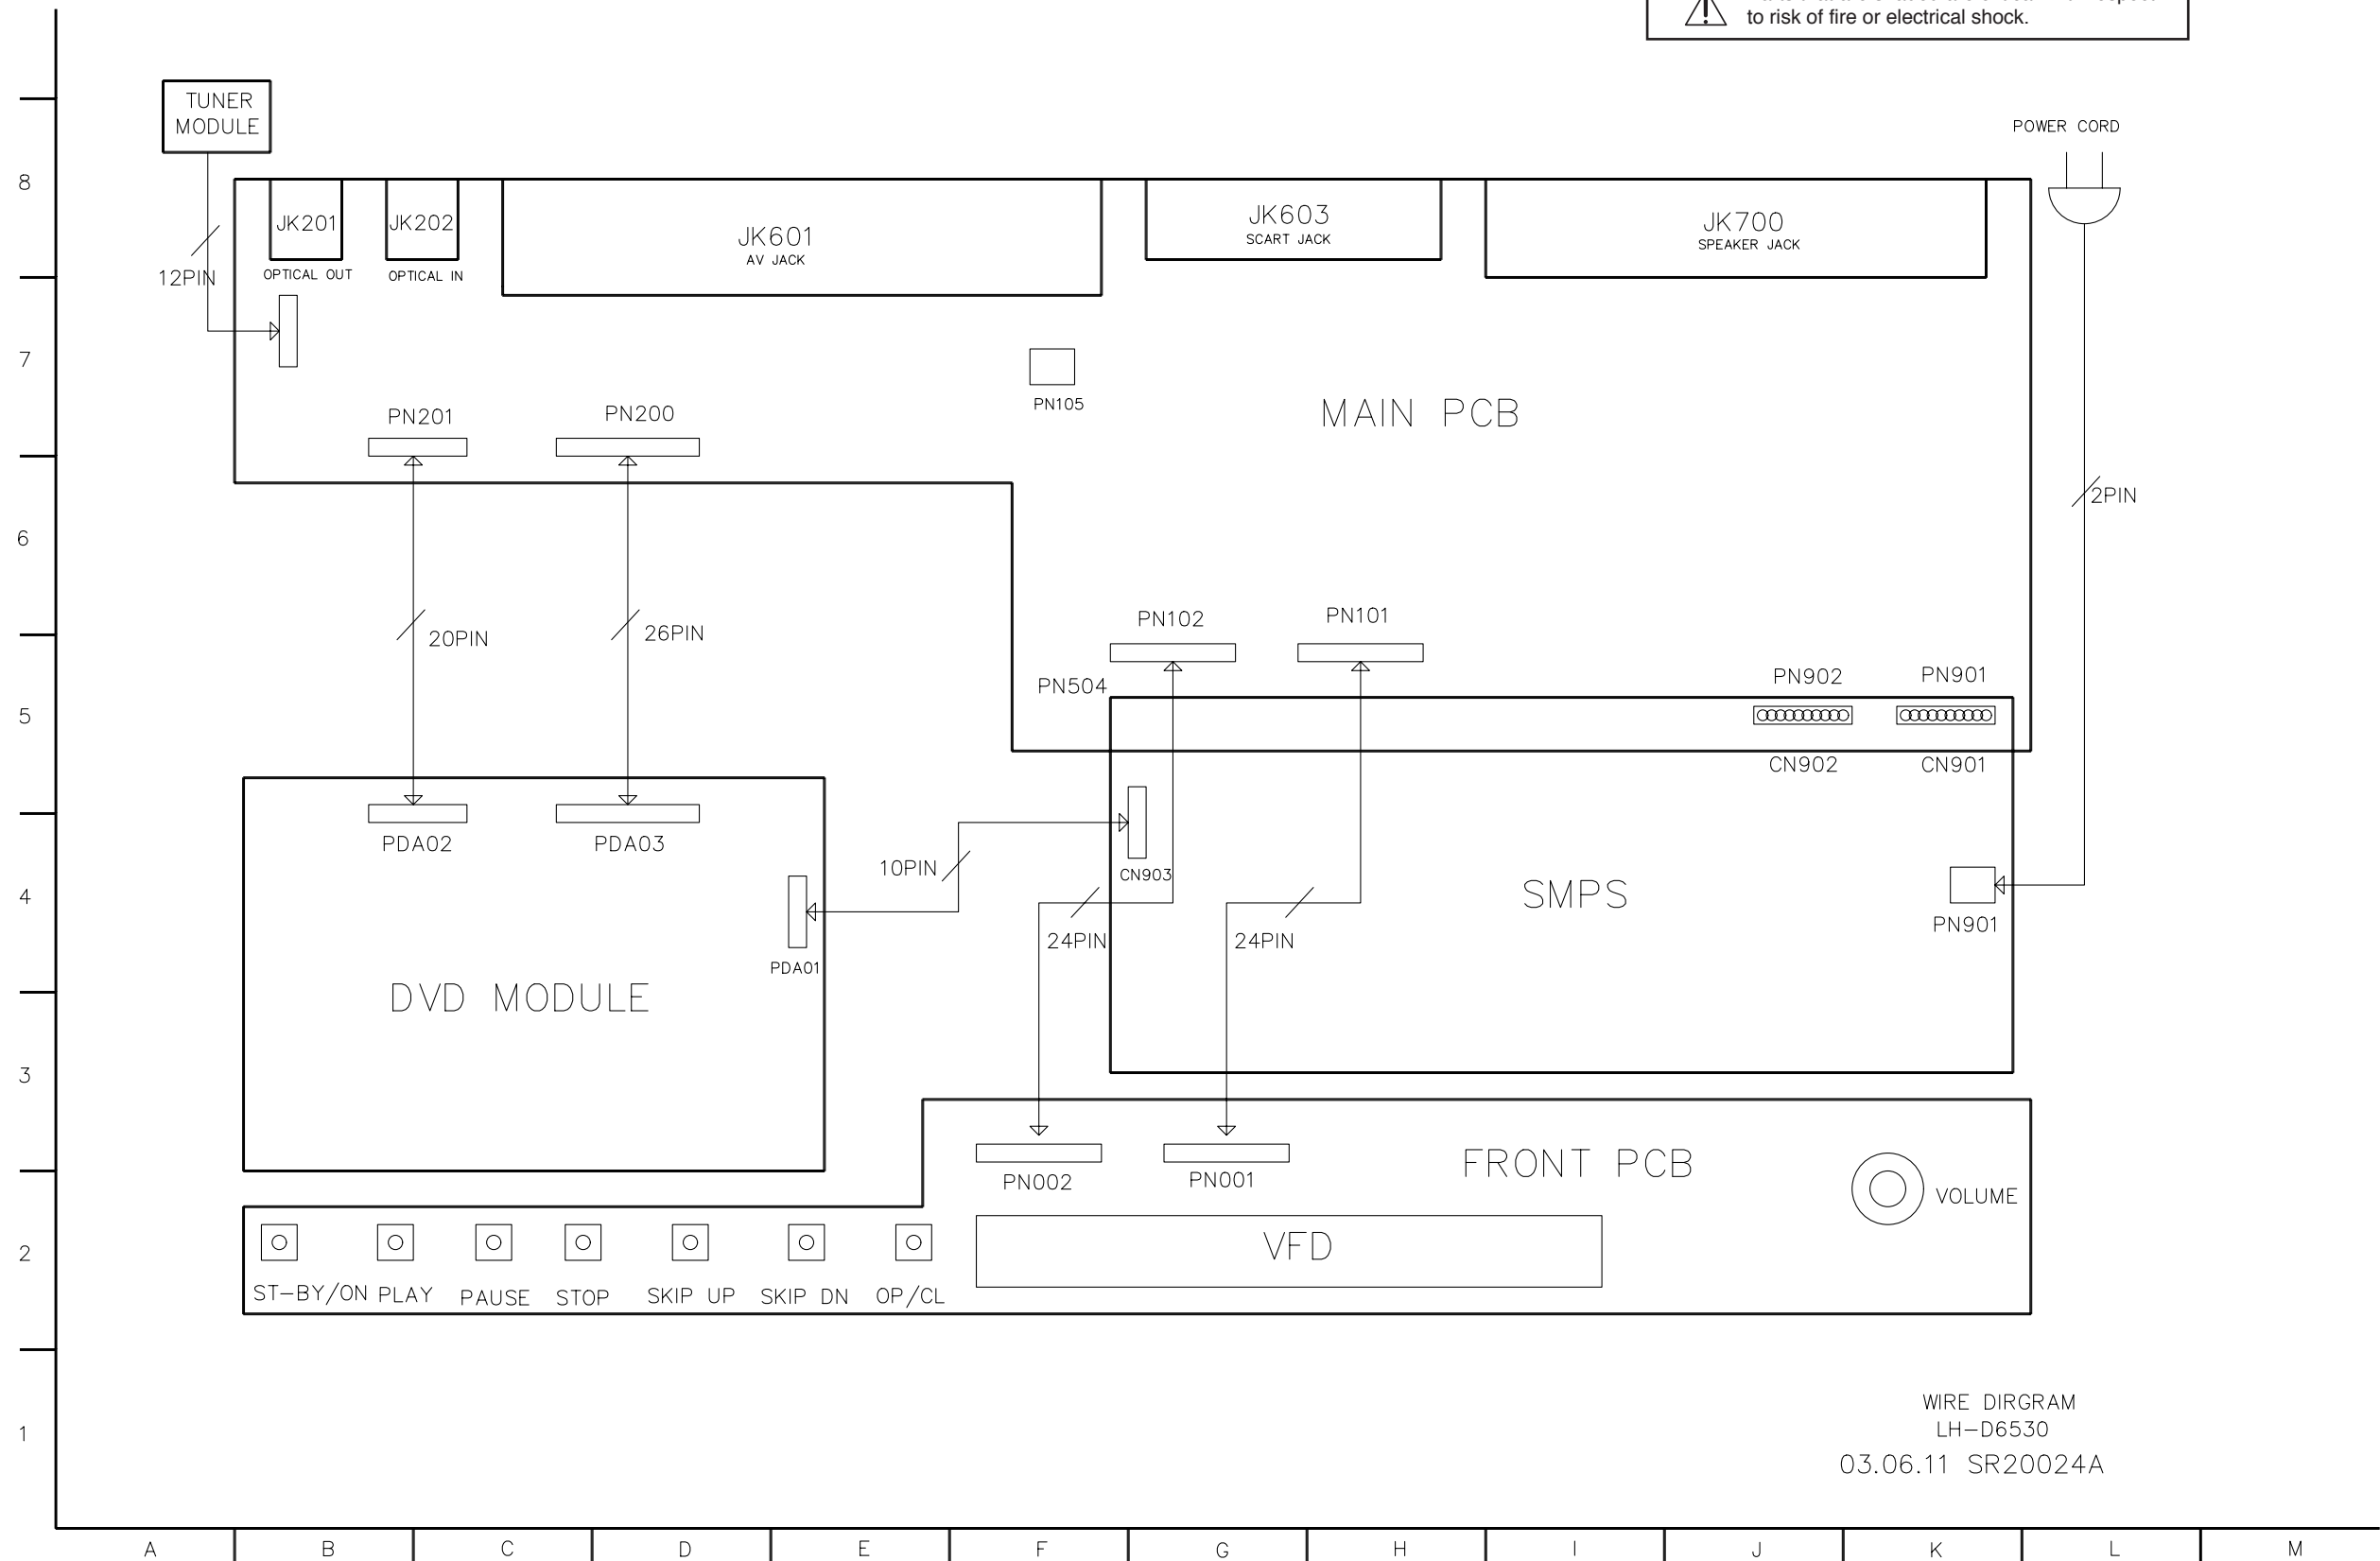 to risk of fire or electrical shock.
TUNER
MODULE
POWER CORD
8
JK201
JK202
JK601
AV JACK
JK603
SCART JACK
JK700
SPEAKER JACK
12PIN
OPTICAL OUT
OPTICAL IN
7
PN105
PN201
PN200
MAIN PCB
2PIN
6
20PIN
26PIN
PN102
PN101
PN504
PN902
PN901
5
CN902
CN901
PDA02
PDA03
10PIN
CN903
4
SMPS
PN901
24PIN
24PIN
PDA01
DVD MODULE
3
FRONT PCB
PN002
PN001
VOLUME
2
VFD
ST-BY/ON
PLAY
PAUSE
STOP
SKIP UP
SKIP DN
OP/CL
WIRE DIRGRAM
LH-D6530
1
03.06.11 SR20024A
A B C D E F G H I J K L M